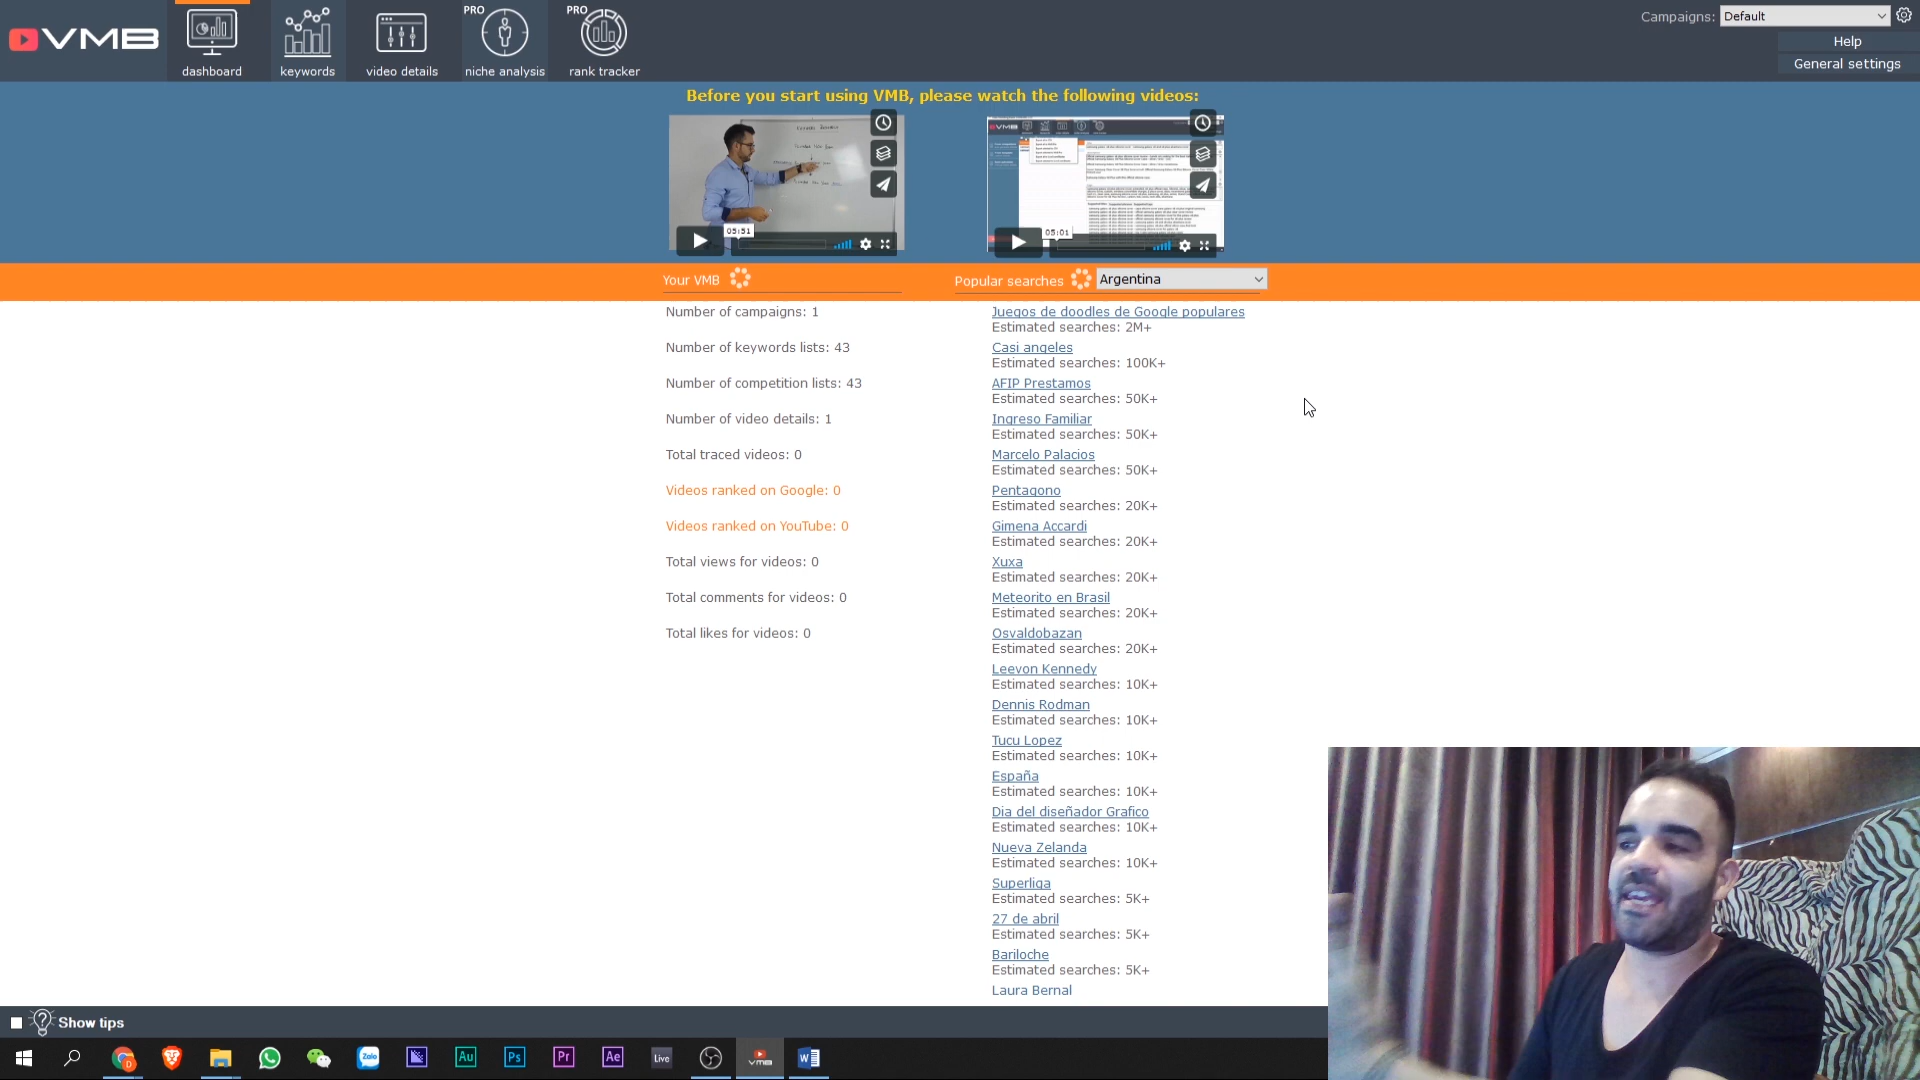 VMB
dashboard
keywords
video details
PRO
niche analysis
PRO
rank tracker
Campaigns: Default
Help
General settings
Before you start using VMB, please watch the following videos:
05:51
05:01
Your VMB
Popular searches
Argentina
Number of campaigns: 1
Number of keywords lists: 43
Number of competition lists: 43
Number of video details: 1
Total traced videos: 0
Videos ranked on Google: 0
Videos ranked on YouTube: 0
Total views for videos: 0
Total comments for videos: 0
Total likes for videos: 0
Juegos de doodles de Google populares
Estimated searches: 2M+
Casi angeles
Estimated searches: 100K+
AFIP Prestamos
Estimated searches: 50K+
Ingreso Familiar
Estimated searches: 50K+
Marcelo Palacios
Estimated searches: 50K+
Pentagono
Estimated searches: 20K+
Gimena Accardi
Estimated searches: 20K+
Xuxa
Estimated searches: 20K+
Meteorito en Brasil
Estimated searches: 20K+
Osvaldobazan
Estimated searches: 20K+
Leevon Kennedy
Estimated searches: 10K+
Dennis Rodman
Estimated searches: 10K+
Tucu Lopez
Estimated searches: 10K+
España
Estimated searches: 10K+
Dia del diseñador Grafico
Estimated searches: 10K+
Nueva Zelanda
Estimated searches: 10K+
Superliga
Estimated searches: 5K+
27 de abril
Estimated searches: 5K+
Bariloche
Estimated searches: 5K+
Laura Bernal
Show tips
Zalo
Au
Ps
Pr
Ae
Live
VMB
W